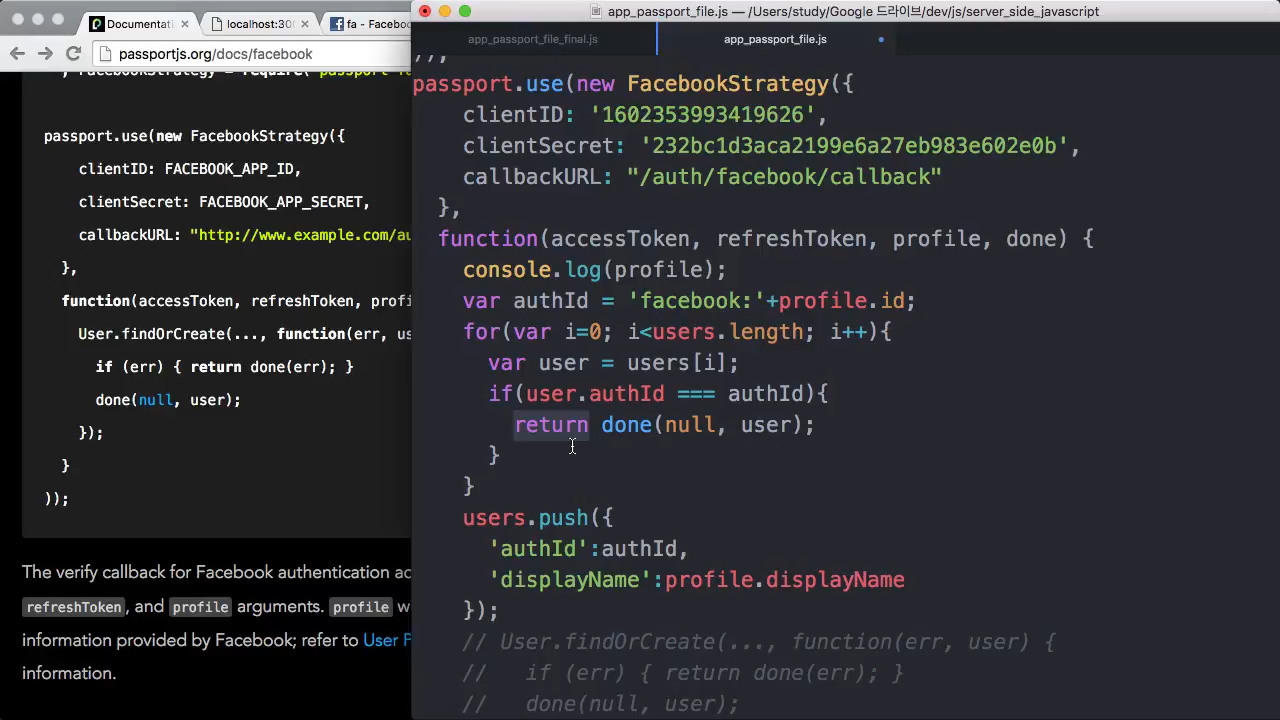 Documentati
localhost:300
fa - Faceboo
passportjs.org/docs/facebook
passport.use(new FacebookStrategy({
clientID: FACEBOOK_APP_ID,
clientSecret: FACEBOOK_APP_SECRET,
callbackURL: "http://www.example.com/au
},
function(accessToken, refreshToken, profi
User.findOrCreate(..., function(err, us
if (err) { return done(err); }
done(null, user);
});
}
));
The verify callback for Facebook authentication ac
refreshToken, and profile arguments. profile w
information provided by Facebook; refer to User P
information.
app_passport_file.js — /Users/study/Google 드라이브/dev/js/server_side_javascript
app_passport_file_final.js
app_passport_file.js
));
passport.use(new FacebookStrategy({
clientID: '1602353993419626',
clientSecret: '232bc1d3aca2199e6a27eb983e602e0b',
callbackURL: "/auth/facebook/callback"
},
function(accessToken, refreshToken, profile, done) {
console.log(profile);
var authId = 'facebook:'+profile.id;
for(var i=0; i<users.length; i++){
var user = users[i];
if(user.authId === authId){
return done(null, user);
}
}
users.push({
'authId':authId,
'displayName':profile.displayName
});
// User.findOrCreate(..., function(err, user) {
// if (err) { return done(err); }
// done(null, user);